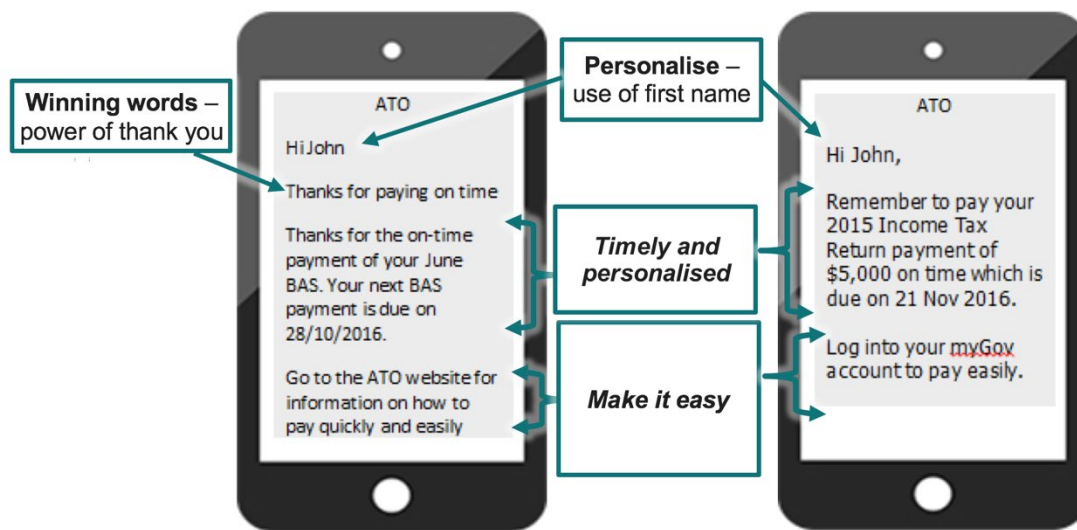 Winning words –
power of thank you
Personalise –
use of first name
ATO
Hi John
Thanks for paying on time
Thanks for the on-time
payment of your June
BAS. Your next BAS
payment is due on
28/10/2016.
Go to the ATO website for
information on how to
pay quickly and easily
Timely and
personalised
Make it easy
ATO
Hi John,
Remember to pay your
2015 Income Tax
Return payment of
$5,000 on time which is
due on 21 Nov 2016.
Log into your myGov
account to pay easily.